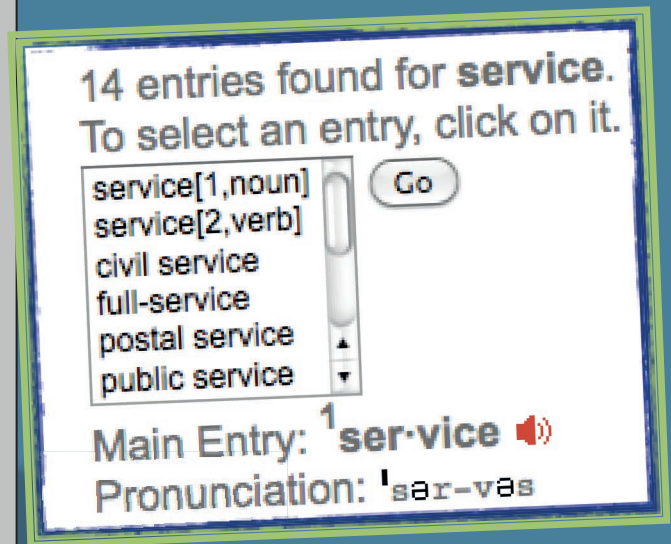 14 entries found for service.
To select an entry, click on it.
service[1,noun]
Go
service[2,verb]
civil service
full-service
postal service
public service
Main Entry: ¹ser·vice
Pronunciation: ˈsər-vəs